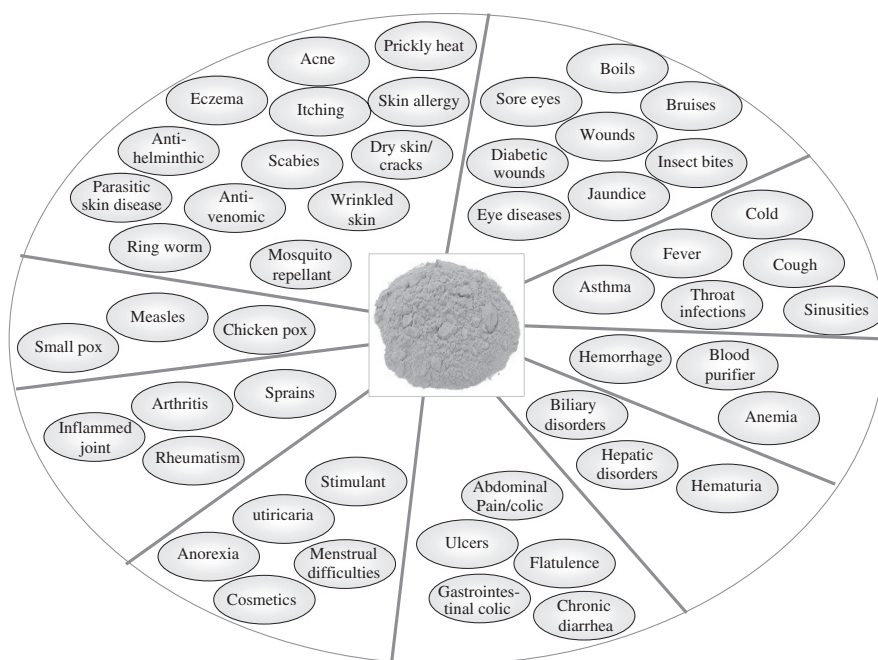 Prickly heat
Acne
Eczema
Itching
Skin allergy
Anti-
helminthic
Scabies
Dry skin/
cracks
Parasitic
skin disease
Anti-
venomic
Wrinkled
skin
Ring worm
Mosquito
repellant
Boils
Sore eyes
Bruises
Wounds
Diabetic
wounds
Insect bites
Jaundice
Eye diseases
Cold
Fever
Cough
Asthma
Throat
infections
Sinusities
Hemorrhage
Blood
purifier
Anemia
Biliary
disorders
Hepatic
disorders
Hematuria
Abdominal
Pain/colic
Ulcers
Flatulence
Gastrointes-
tinal colic
Chronic
diarrhea
Stimulant
utiricaria
Anorexia
Menstrual
difficulties
Cosmetics
Sprains
Arthritis
Inflammed
joint
Rheumatism
Measles
Small pox
Chicken pox